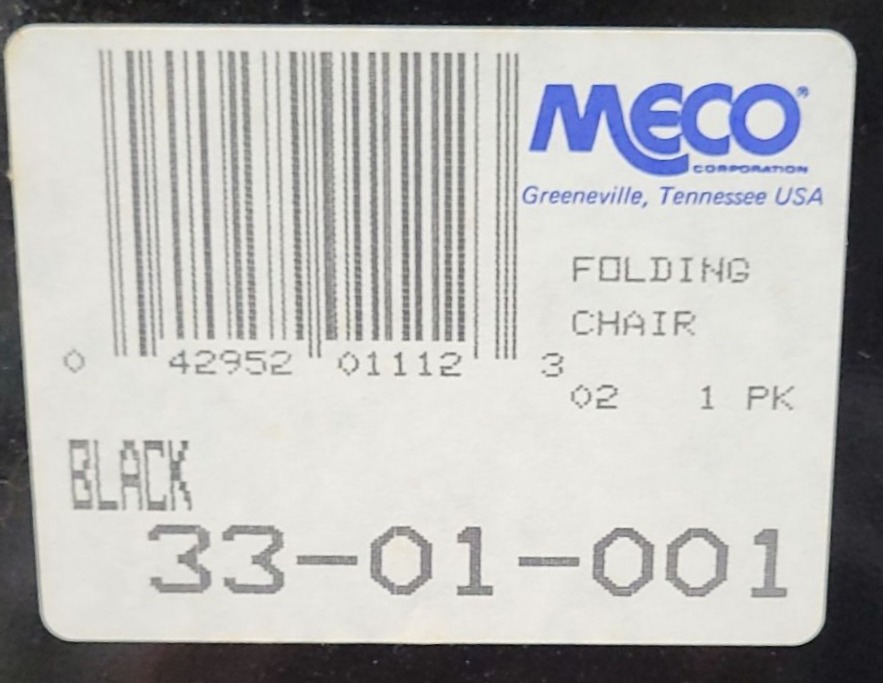 MECO®
CORPORATION
Greeneville, Tennessee USA
FOLDING
CHAIR
0 42952 01112 3
02 1 PK
BLACK
33-01-001